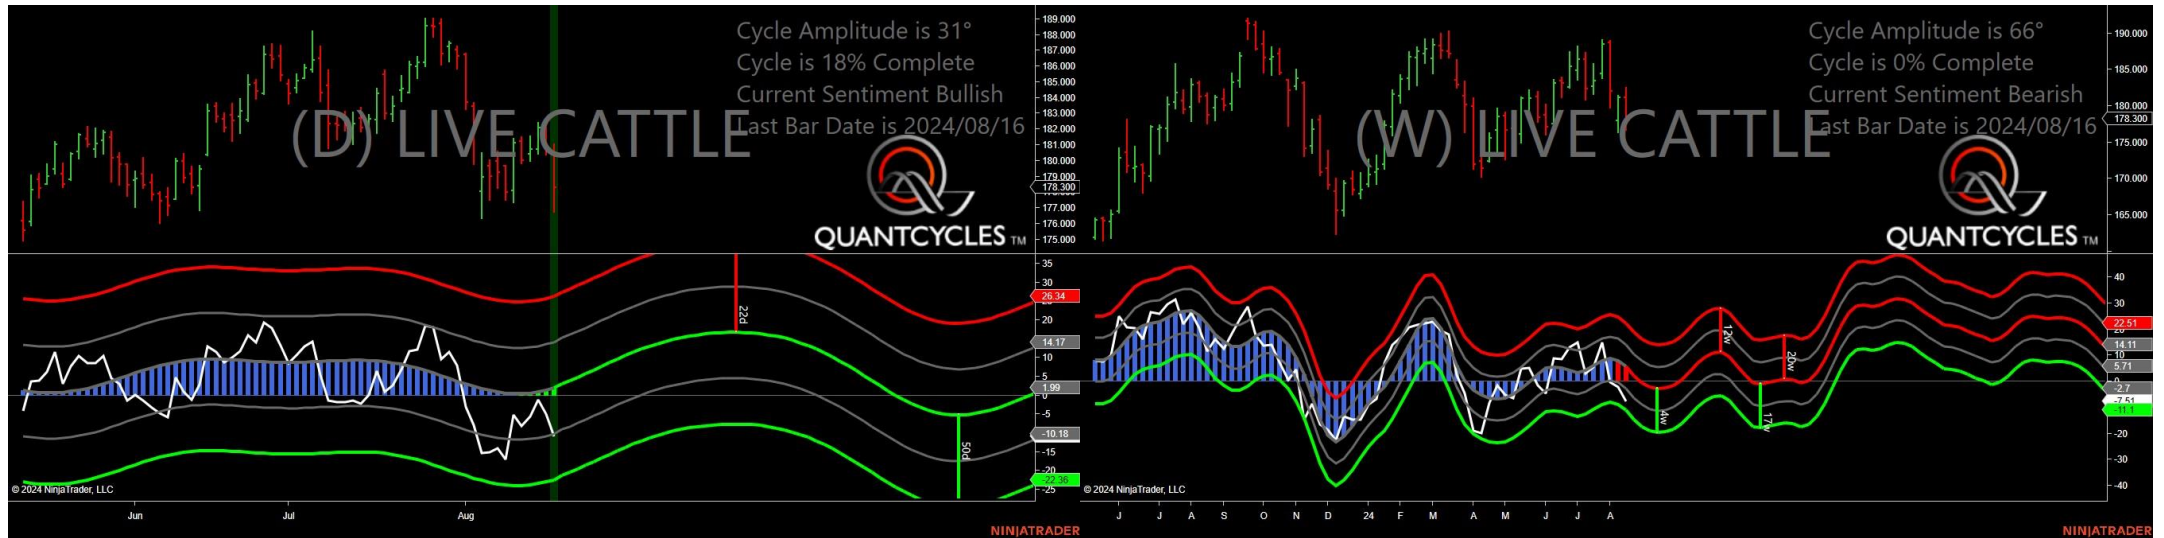 Cycle Amplitude is 31°
Cycle is 18% Complete
Current Sentiment Bullish
Last Bar Date is 2024/08/16
(D) LIVE CATTLE
QUANTCYCLES TM
189.000
188.000
187.000
186.000
185.000
184.000
183.000
182.000
181.000
180.000
179.000
178.300
177.000
176.000
175.000
35
30
26.34
20
14.17
10
5
1.99
0
-5
-10.18
-15
-20
-22.36
-25
22d
50d
© 2024 NinjaTrader, LLC
Jun
Jul
Aug
NINJATRADER
Cycle Amplitude is 66°
Cycle is 0% Complete
Current Sentiment Bearish
Last Bar Date is 2024/08/16
(W) LIVE CATTLE
QUANTCYCLES TM
190.000
185.000
180.000
178.300
175.000
170.000
165.000
40
30
22.51
14.11
10
5.71
-2.7
-7.51
-11.1
-20
-30
-40
12w
20w
4w
17w
© 2024 NinjaTrader, LLC
J
J
A
S
O
N
D
24
F
M
A
M
J
J
A
NINJATRADER